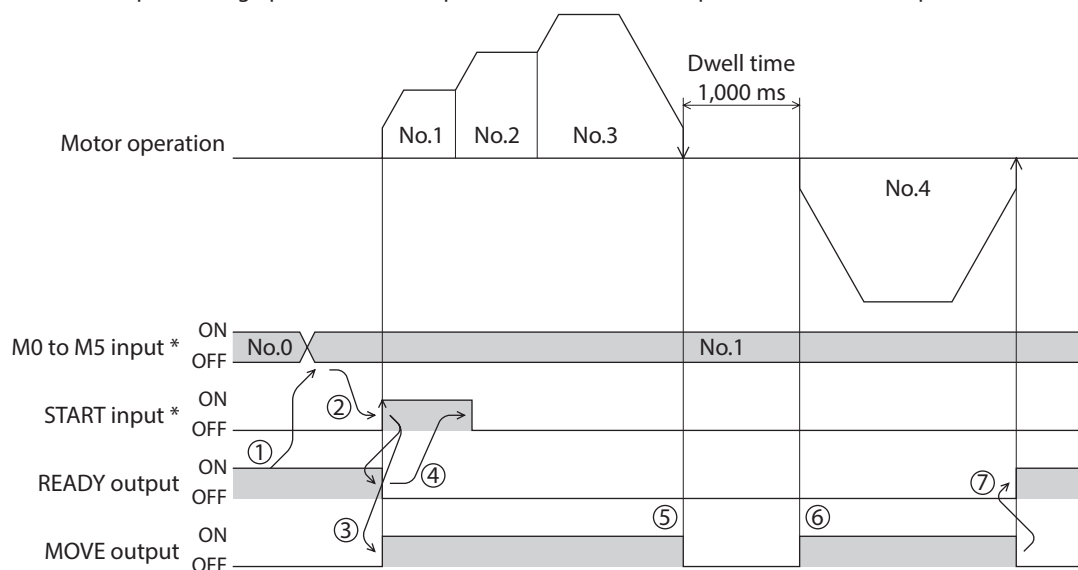 Dwell time
1,000 ms
Motor operation
No.1
No.2
No.3
No.4
M0 to M5 input *
ON
OFF
No.0
No.1
START input *
ON
OFF
②
①
READY output
ON
OFF
④
⑦
③
⑤
⑥
MOVE output
ON
OFF